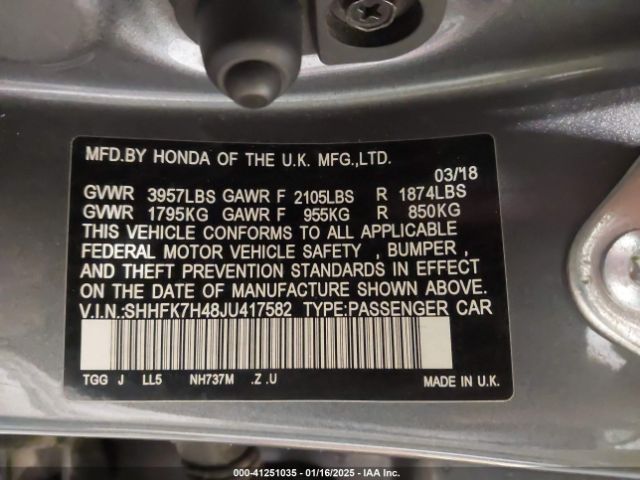 MFD.BY HONDA OF THE U.K. MFG.,LTD.
03/18
GVWR 3957LBS GAWR F 2105LBS R 1874LBS
GVWR 1795KG GAWR F 955KG R 850KG
THIS VEHICLE CONFORMS TO ALL APPLICABLE
FEDERAL MOTOR VEHICLE SAFETY , BUMPER ,
AND THEFT PREVENTION STANDARDS IN EFFECT
ON THE DATE OF MANUFACTURE SHOWN ABOVE.
V.I.N.:SHHFK7H48JU417582 TYPE:PASSENGER CAR
TGG J LL5 NH737M .Z .U MADE IN U.K.
000-41251035 - 01/16/2025 - IAA Inc.